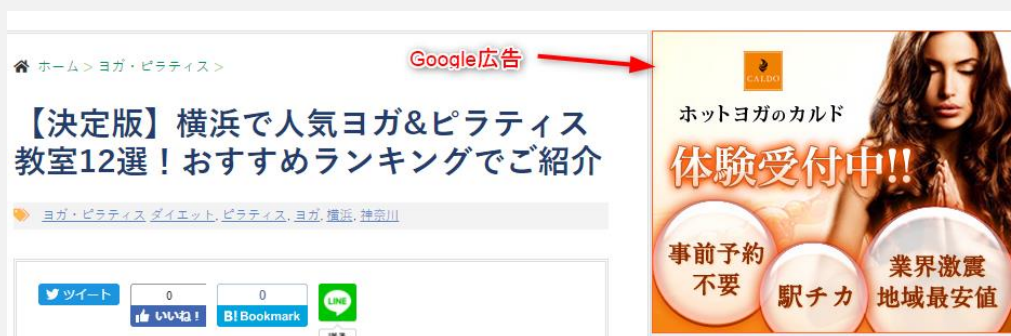 Google広告
ホーム > ヨガ・ピラティス >
【決定版】横浜で人気ヨガ&ピラティス
教室12選！おすすめランキングでご紹介
ヨガ・ピラティス ダイエット, ピラティス, ヨガ, 横浜, 神奈川
ツイート
0
いいね！
0
B! Bookmark
LINE
CALDO
ホットヨガのカルド
体験受付中!!
事前予約
不要
駅チカ
業界激震
地域最安値